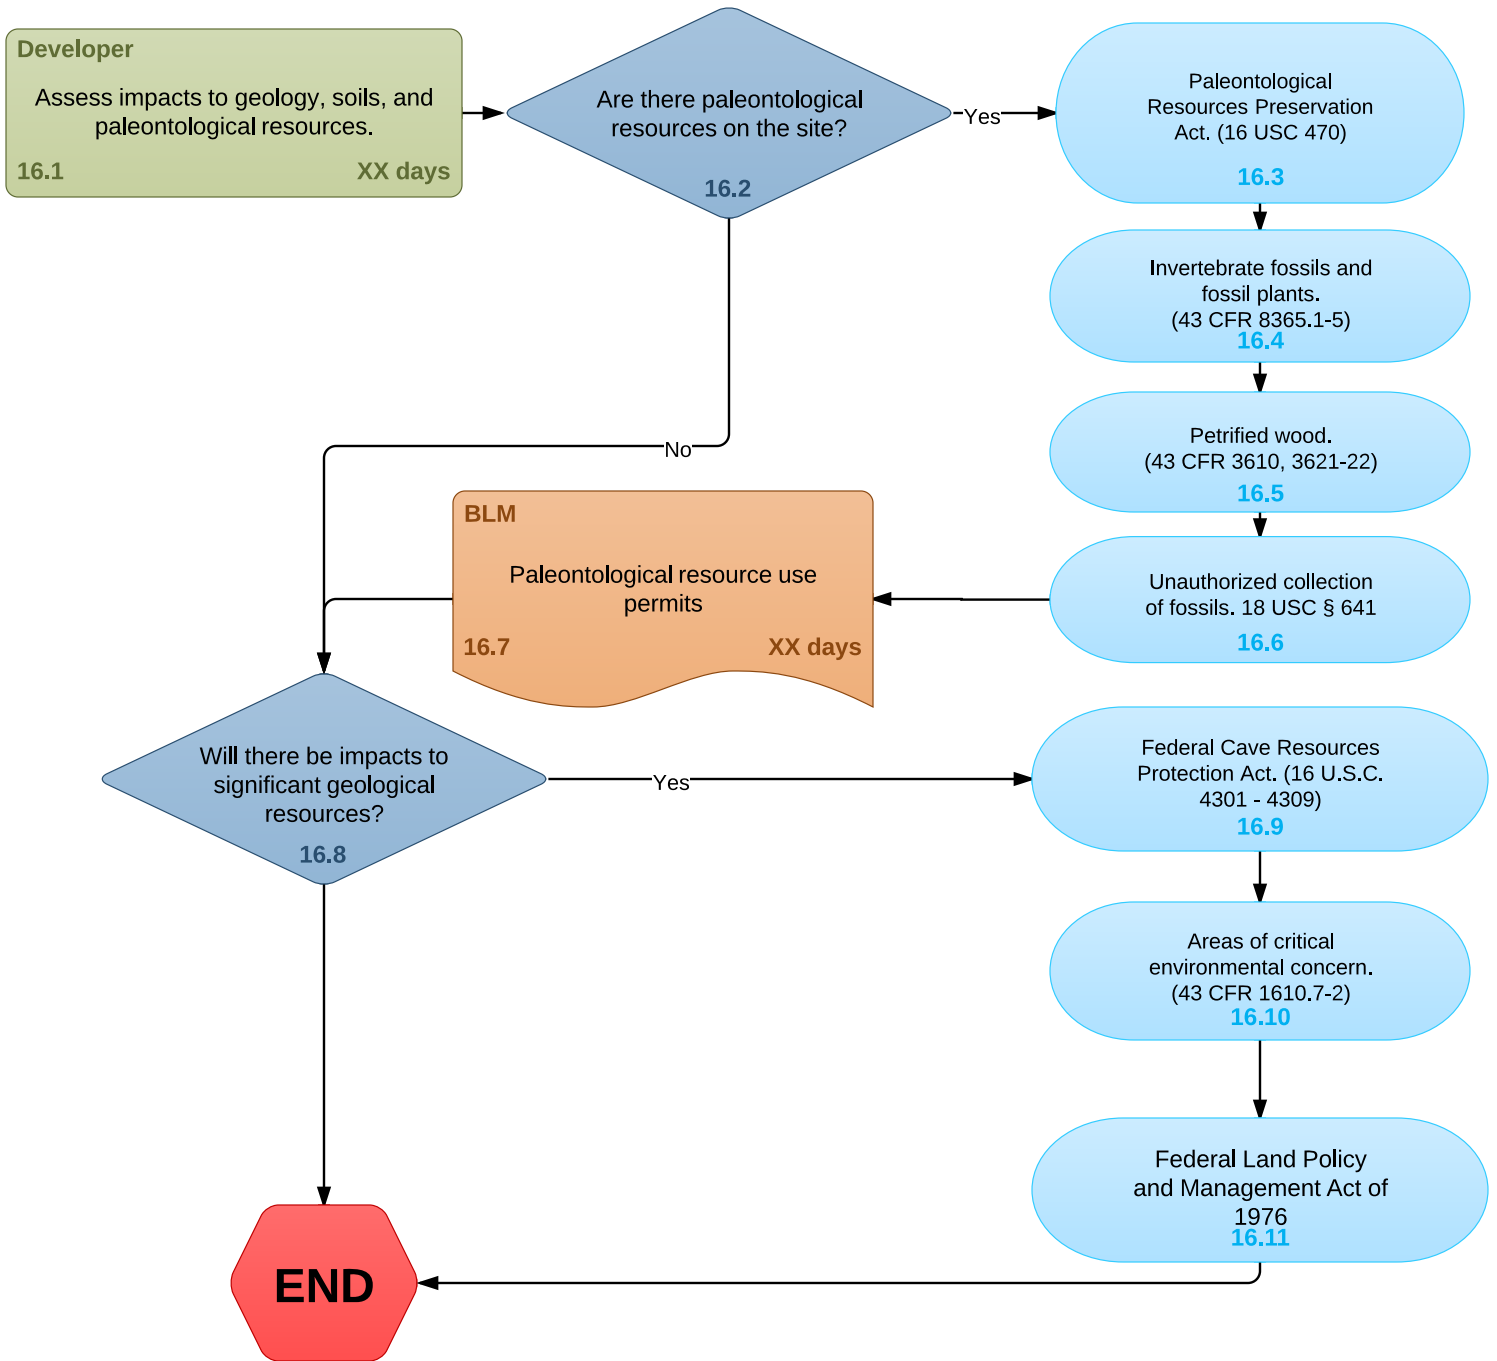 Developer
Assess impacts to geology, soils, and
paleontological resources.
16.1
XX days
Are there paleontological
resources on the site?
16.2
Yes
Paleontological
Resources Preservation
Act. (16 USC 470)
16.3
Invertebrate fossils and
fossil plants.
(43 CFR 8365.1-5)
16.4
No
Petrified wood.
(43 CFR 3610, 3621-22)
16.5
Unauthorized collection
of fossils. 18 USC § 641
16.6
BLM
Paleontological resource use
permits
16.7
XX days
Will there be impacts to
significant geological
resources?
16.8
Yes
Federal Cave Resources
Protection Act. (16 U.S.C.
4301 - 4309)
16.9
Areas of critical
environmental concern.
(43 CFR 1610.7-2)
16.10
Federal Land Policy
and Management Act of
1976
16.11
END